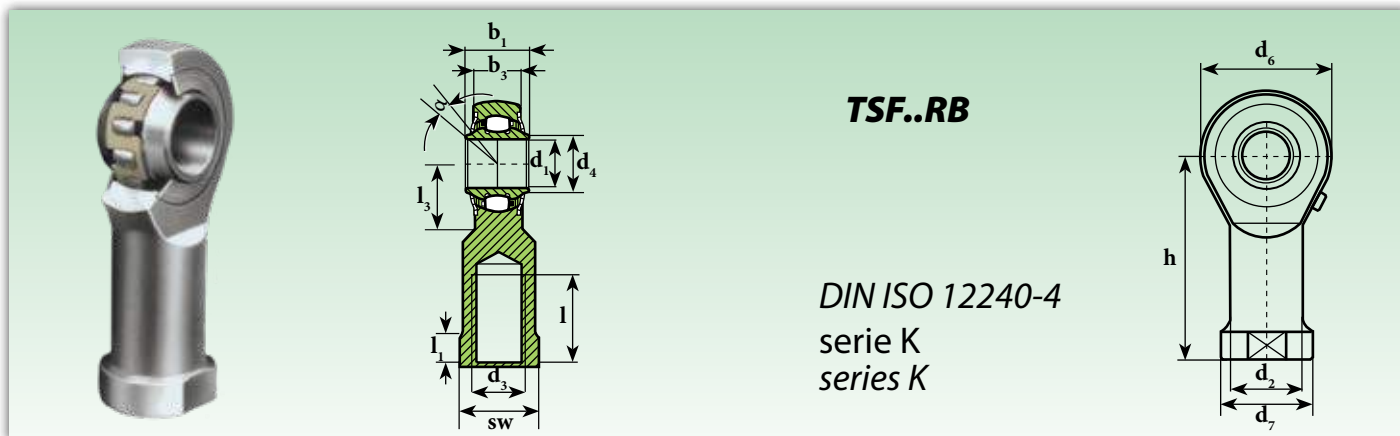 b₁
b₃
α
d₁
d₄
l₃
l
l₁
d₃
sw
TSF..RB
DIN ISO 12240-4
serie K
series K
d₆
h
d₂
d₇